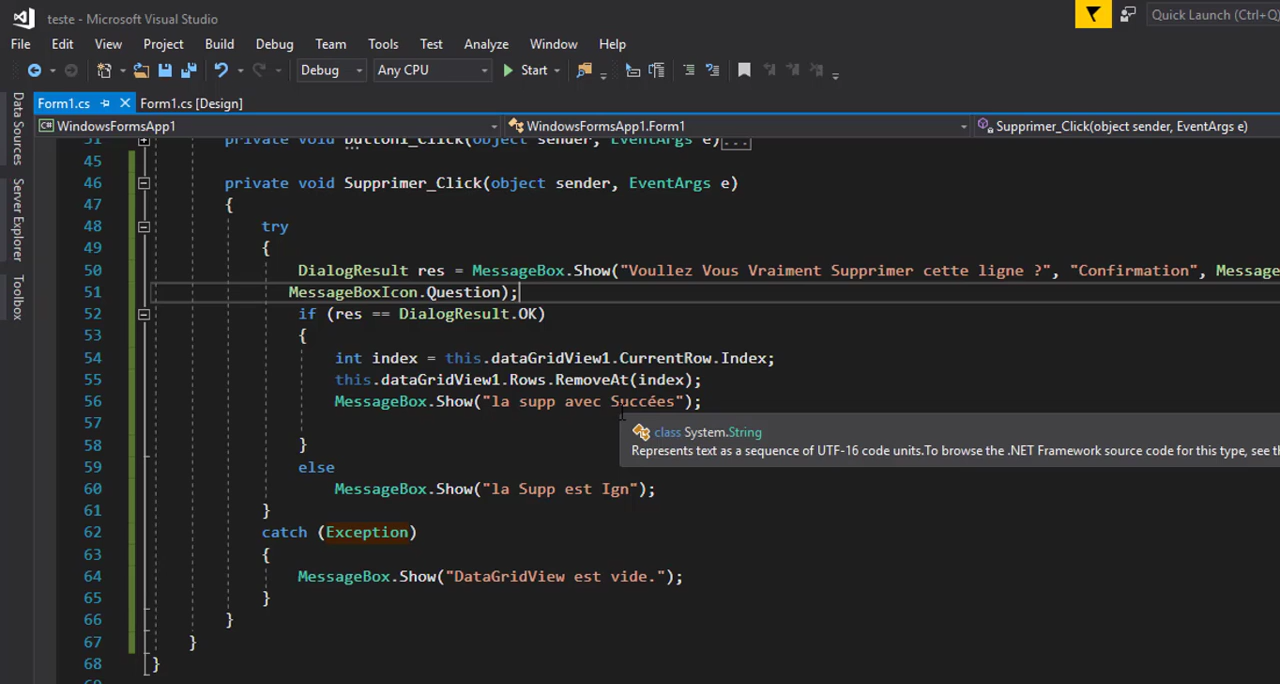 teste - Microsoft Visual Studio
Quick Launch (Ctrl+Q)
File Edit View Project Build Debug Team Tools Test Analyze Window Help
Debug Any CPU Start
Form1.cs Form1.cs [Design]
WindowsFormsApp1 WindowsFormsApp1.Form1 Supprimer_Click(object sender, EventArgs e)
Data Sources
Server Explorer
Toolbox
31 private void button1_Click(object sender, EventArgs e)...
45
46 private void Supprimer_Click(object sender, EventArgs e)
47 {
48 try
49 {
50 DialogResult res = MessageBox.Show("Voullez Vous Vraiment Supprimer cette ligne ?", "Confirmation", Message
51 MessageBoxIcon.Question);
52 if (res == DialogResult.OK)
53 {
54 int index = this.dataGridView1.CurrentRow.Index;
55 this.dataGridView1.Rows.RemoveAt(index);
56 MessageBox.Show("la supp avec Succées");
57
class System.String
Represents text as a sequence of UTF-16 code units.To browse the .NET Framework source code for this type, see
58 }
59 else
60 MessageBox.Show("la Supp est Ign");
61 }
62 catch (Exception)
63 {
64 MessageBox.Show("DataGridView est vide.");
65 }
66 }
67 }
68 }